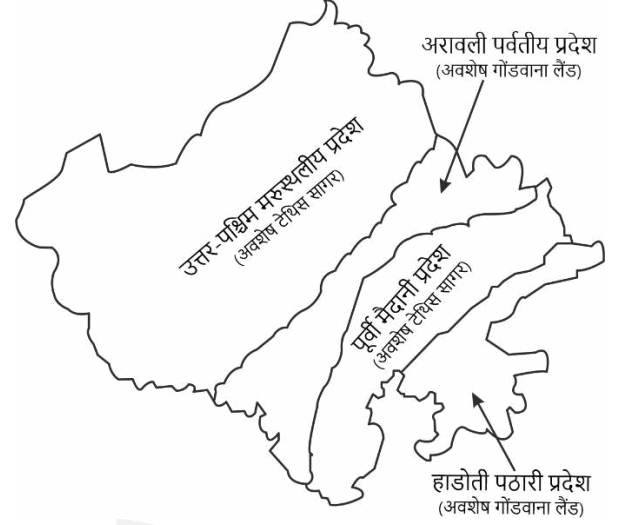 अरावली पर्वतीय प्रदेश
(अवशेष गोंडवाना लैंड)
उत्तर-पश्चिम मरुस्थलीय प्रदेश
(अवशेष टेथिस सागर)
पूर्वी मैदानी प्रदेश
(अवशेष टेथिस सागर)
हाडोती पठारी प्रदेश
(अवशेष गोंडवाना लैंड)